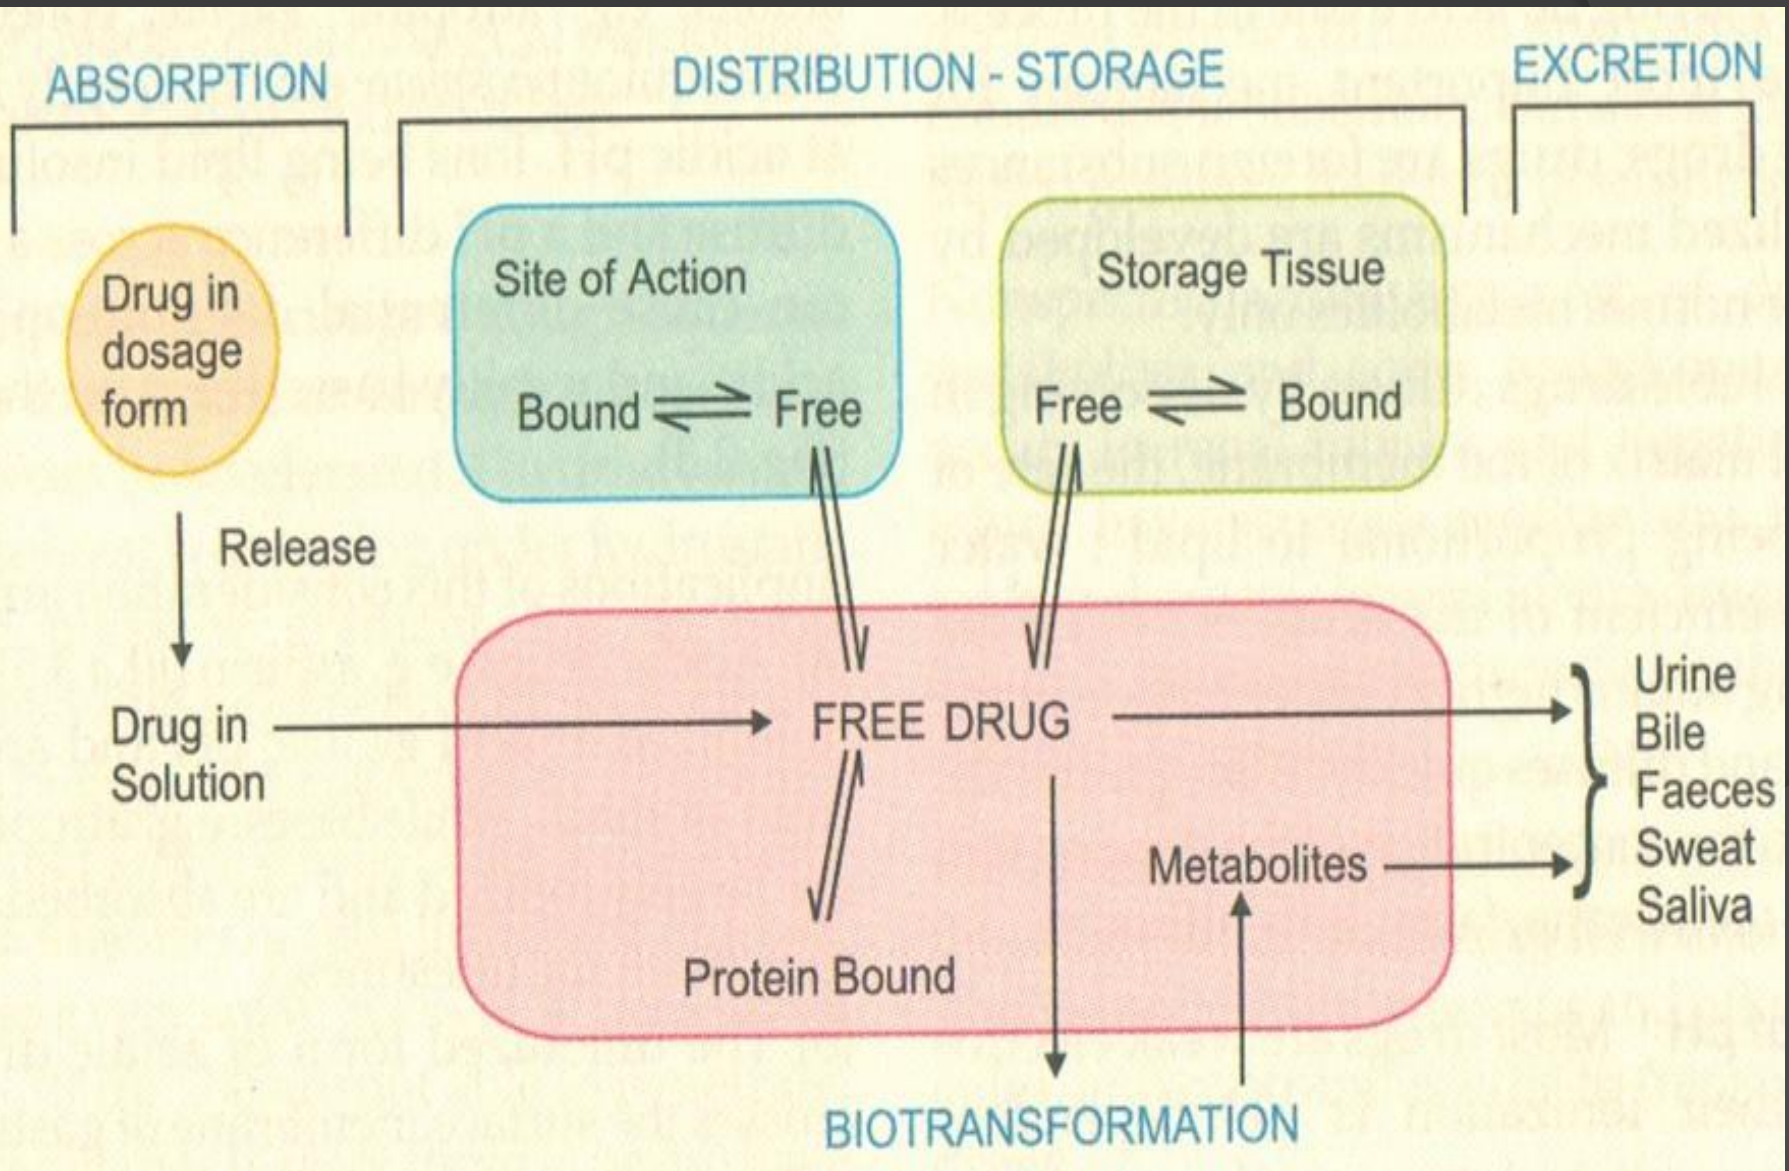 ABSORPTION
DISTRIBUTION - STORAGE
EXCRETION
Drug in
dosage
form
Release
Drug in
Solution
Site of Action
Bound ⇌ Free
Storage Tissue
Free ⇌ Bound
FREE DRUG
Protein Bound
Metabolites
BIOTRANSFORMATION
Urine
Bile
Faeces
Sweat
Saliva